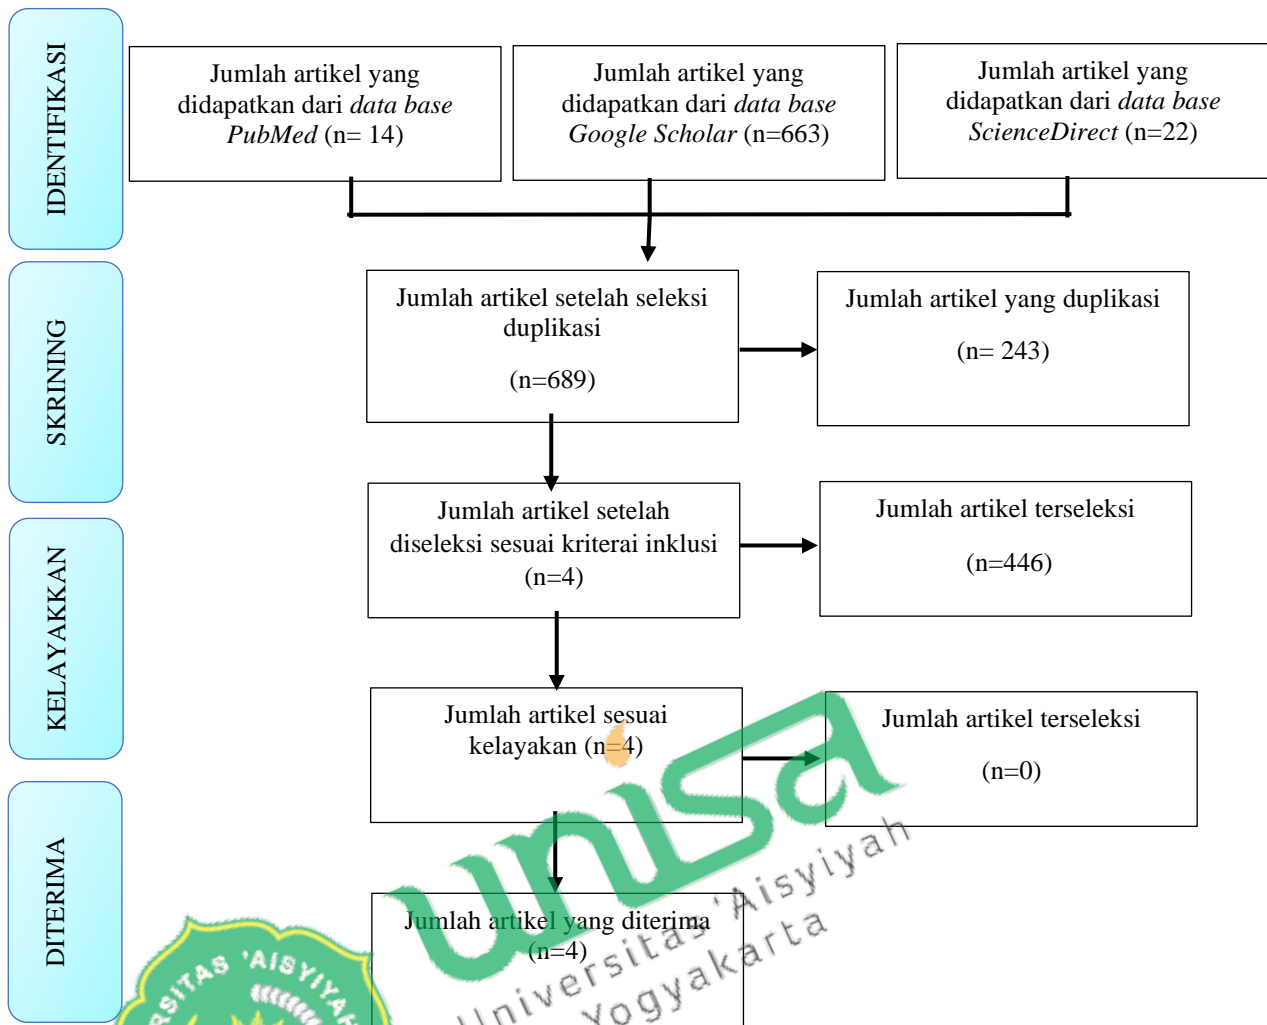 IDENTIFIKASI
Jumlah artikel yang
didapatkan dari data base
PubMed (n= 14)
Jumlah artikel yang
didapatkan dari data base
Google Scholar (n=663)
Jumlah artikel yang
didapatkan dari data base
ScienceDirect (n=22)
SKRINING
Jumlah artikel setelah seleksi
duplikasi
(n=689)
Jumlah artikel yang duplikasi
(n= 243)
Jumlah artikel setelah
diseleksi sesuai kriterai inklusi
(n=4)
Jumlah artikel terseleksi
(n=446)
KELAYAKKAN
Jumlah artikel sesuai
kelayakan (n=4)
Jumlah artikel terseleksi
(n=0)
DITERIMA
Jumlah artikel yang diterima
(n=4)
unisa
Universitas 'Aisyiyah
Yogyakarta
ERSITAS 'AISYIYAH